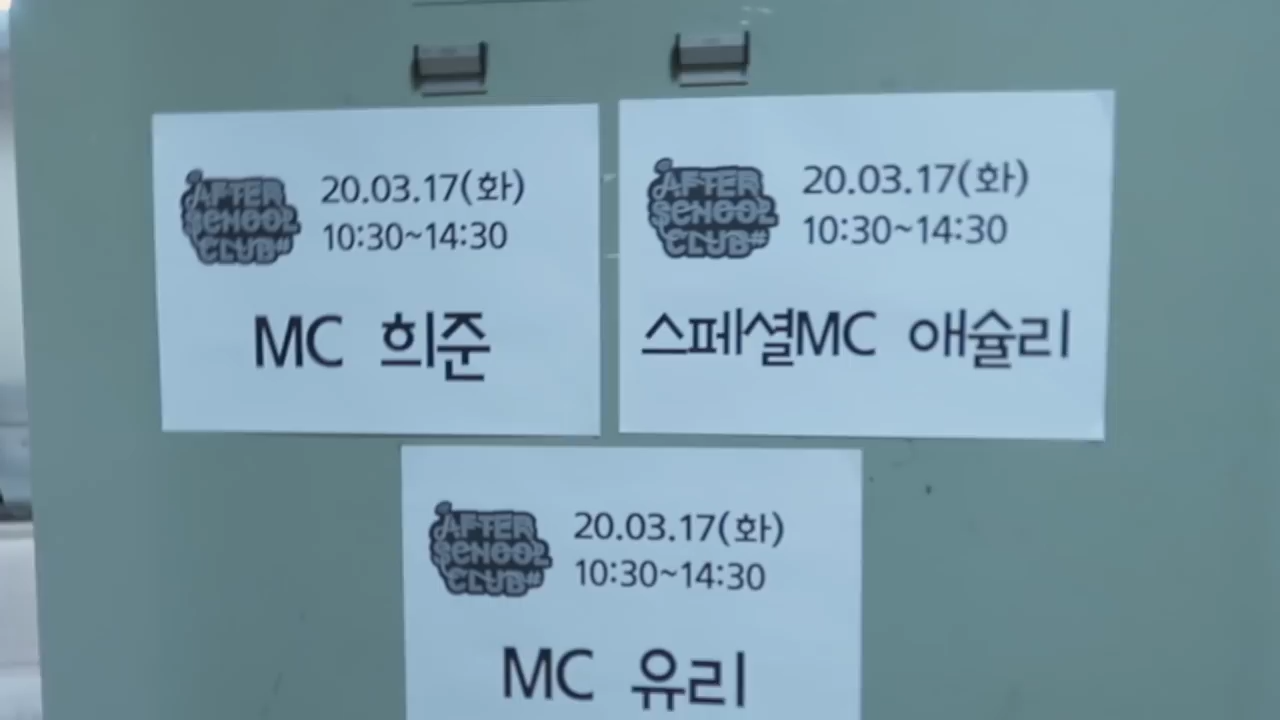 AFTER
SCHOOL
CLUB#
20.03.17(화)
10:30~14:30
MC 희준
AFTER
SCHOOL
CLUB#
20.03.17(화)
10:30~14:30
스페셜MC 애슐리
AFTER
SCHOOL
CLUB#
20.03.17(화)
10:30~14:30
MC 유리